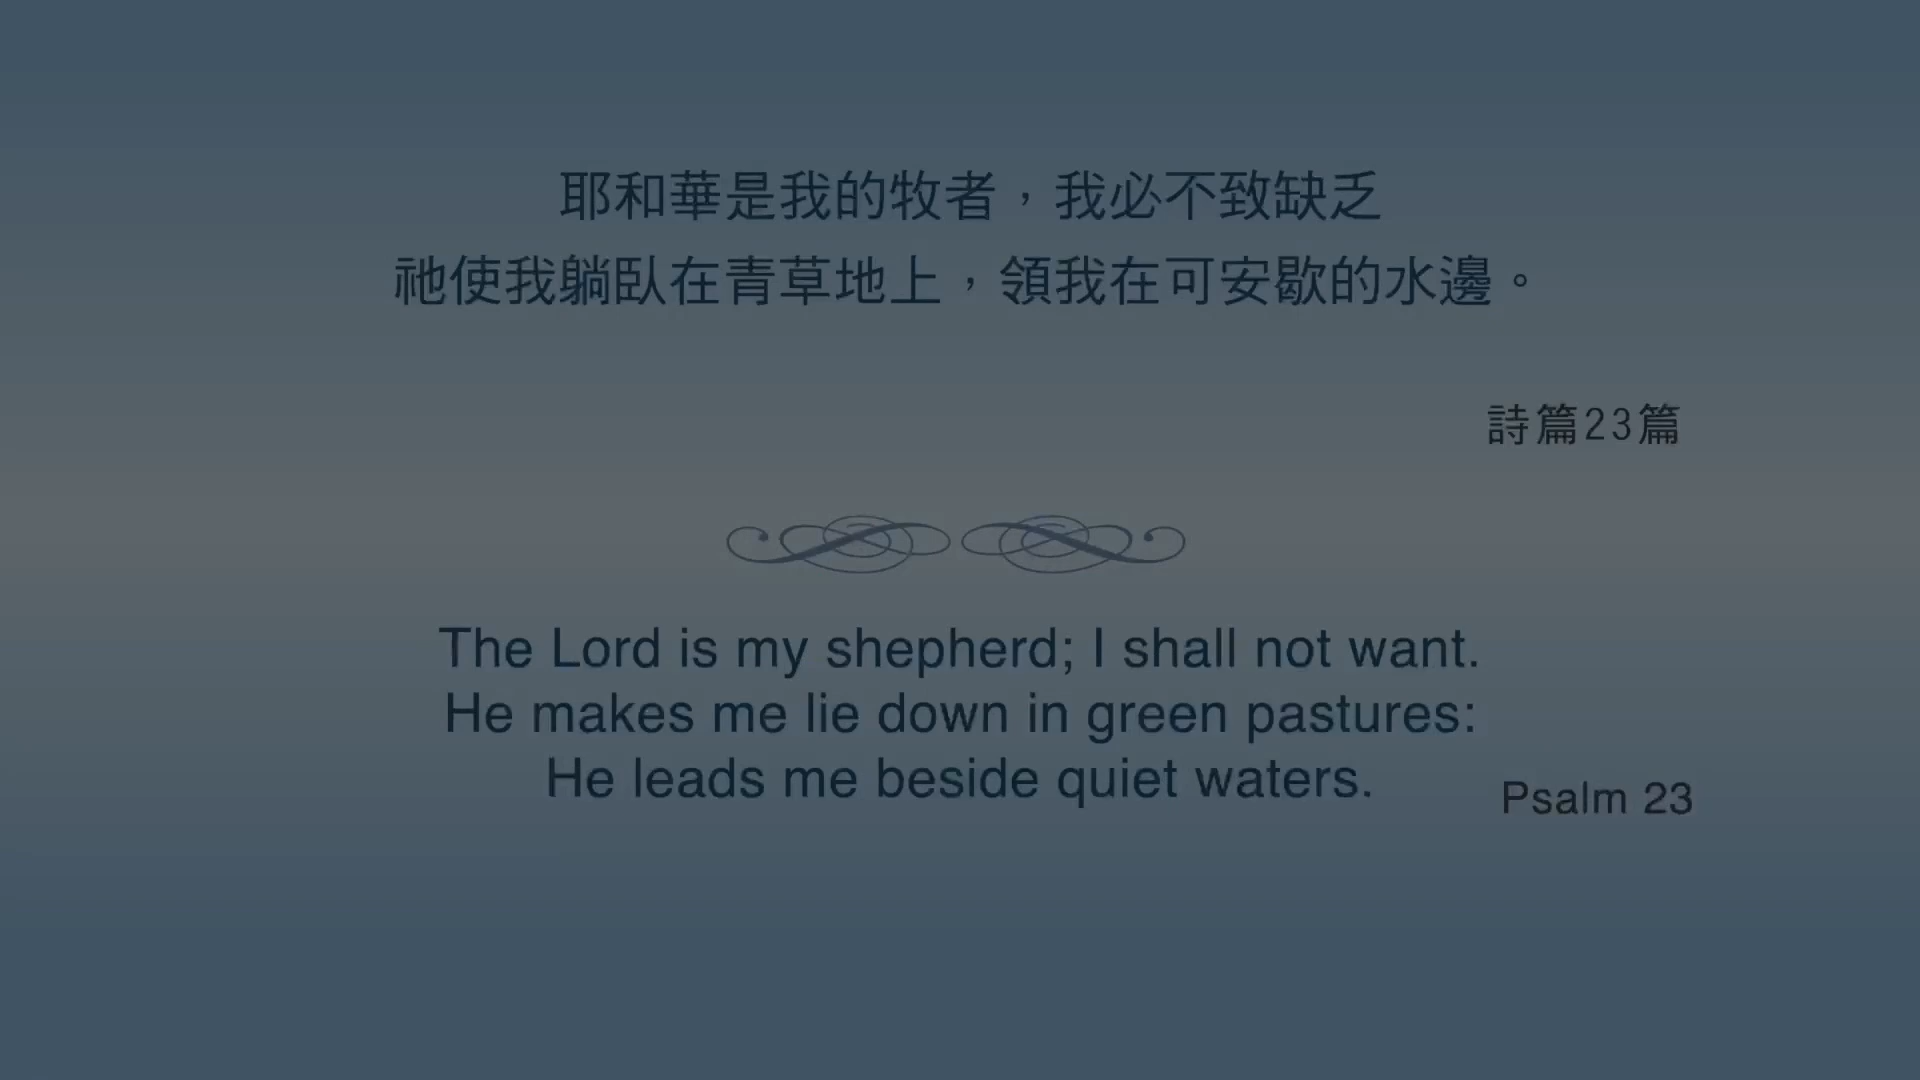 耶和華是我的牧者，我必不致缺乏
祂使我躺臥在青草地上，領我在可安歇的水邊。
詩篇23篇
The Lord is my shepherd; I shall not want.
He makes me lie down in green pastures:
He leads me beside quiet waters.
Psalm 23